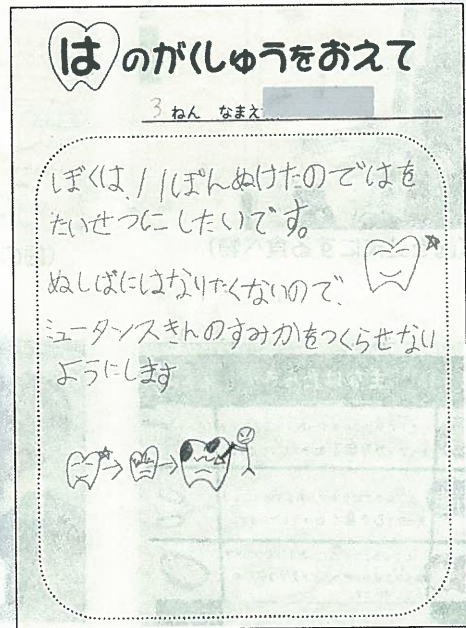 はのがくしゅうをおえて
3 ねん なまえ
ぼくは、11ぽんぬけたのではを
たいせつにしたいです。
ぬしばにはなりたくないので、
ミュータンスきんのすみかをつくらせない
ようにします